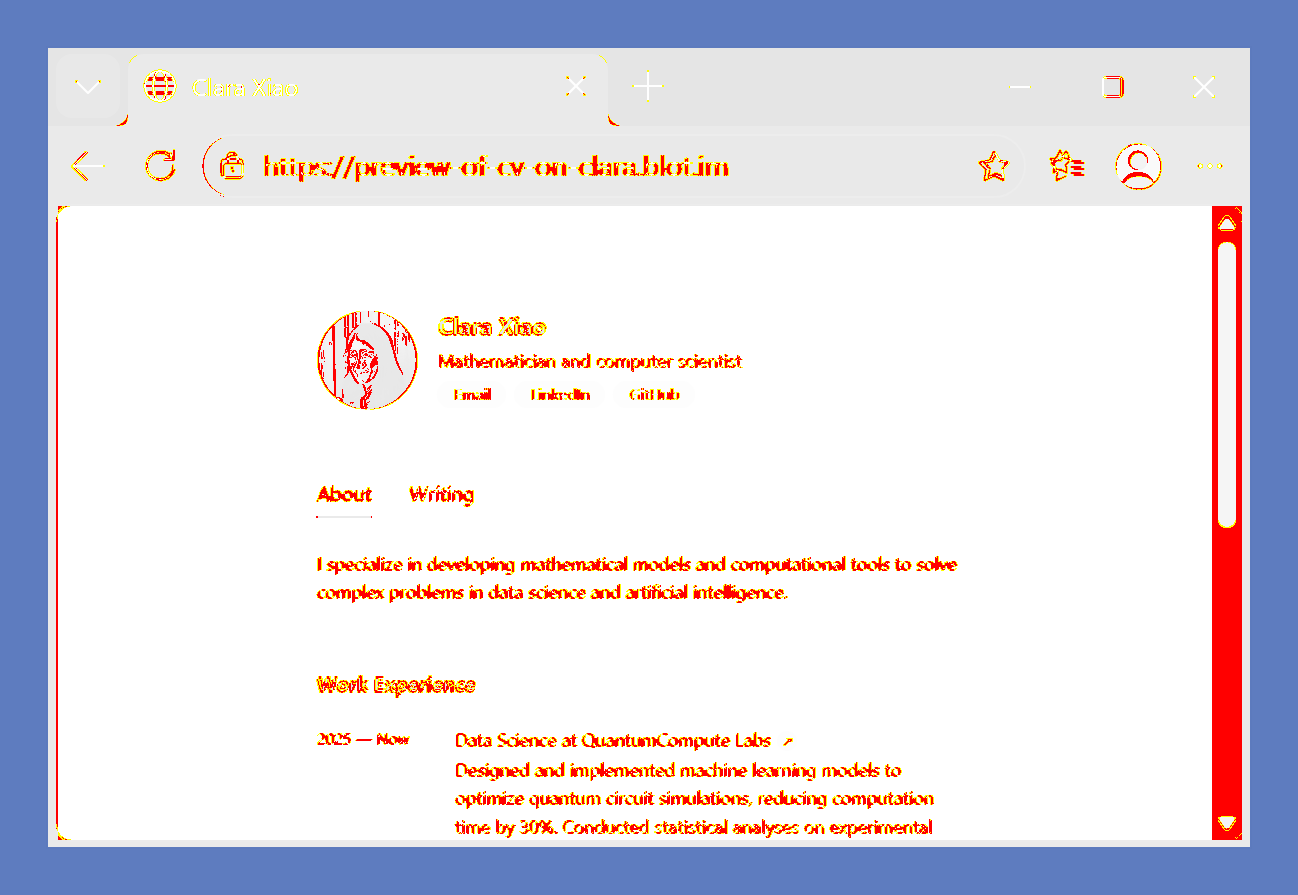 Clara Xiao
https://preview-of-cv-on-clara.blot.im
Clara Xiao
Mathematician and computer scientist
Email LinkedIn GitHub
About Writing
I specialize in developing mathematical models and computational tools to solve
complex problems in data science and artificial intelligence.
Work Experience
2025 — Now
Data Science at QuantumCompute Labs ↗
Designed and implemented machine learning models to
optimize quantum circuit simulations, reducing computation
time by 30%. Conducted statistical analyses on experimental